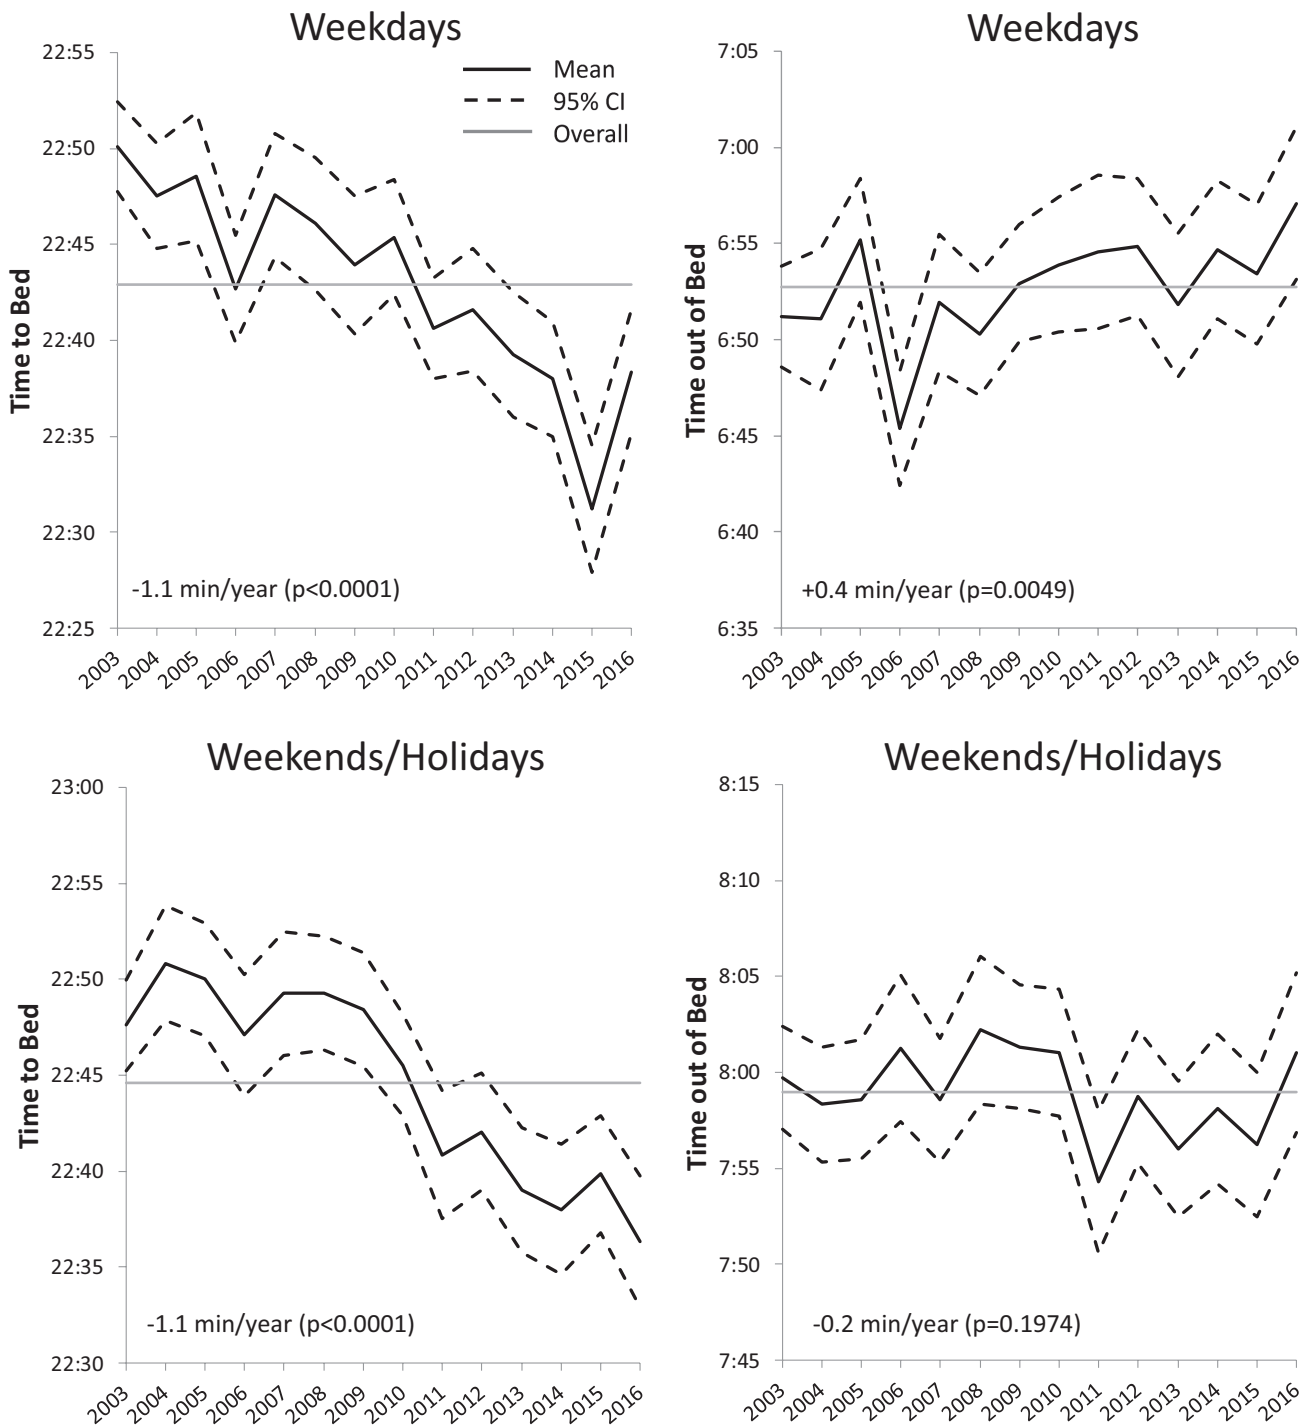 Weekdays
22:55
22:50
22:45
22:40
22:35
22:30
22:25
Time to Bed
Mean
95% CI
Overall
-1.1 min/year (p<0.0001)
2003 2004 2005 2006 2007 2008 2009 2010 2011 2012 2013 2014 2015 2016
Weekdays
7:05
7:00
6:55
6:50
6:45
6:40
6:35
Time out of Bed
+0.4 min/year (p=0.0049)
2003 2004 2005 2006 2007 2008 2009 2010 2011 2012 2013 2014 2015 2016
Weekends/Holidays
23:00
22:55
22:50
22:45
22:40
22:35
22:30
Time to Bed
-1.1 min/year (p<0.0001)
2003 2004 2005 2006 2007 2008 2009 2010 2011 2012 2013 2014 2015 2016
Weekends/Holidays
8:15
8:10
8:05
8:00
7:55
7:50
7:45
Time out of Bed
-0.2 min/year (p=0.1974)
2003 2004 2005 2006 2007 2008 2009 2010 2011 2012 2013 2014 2015 2016